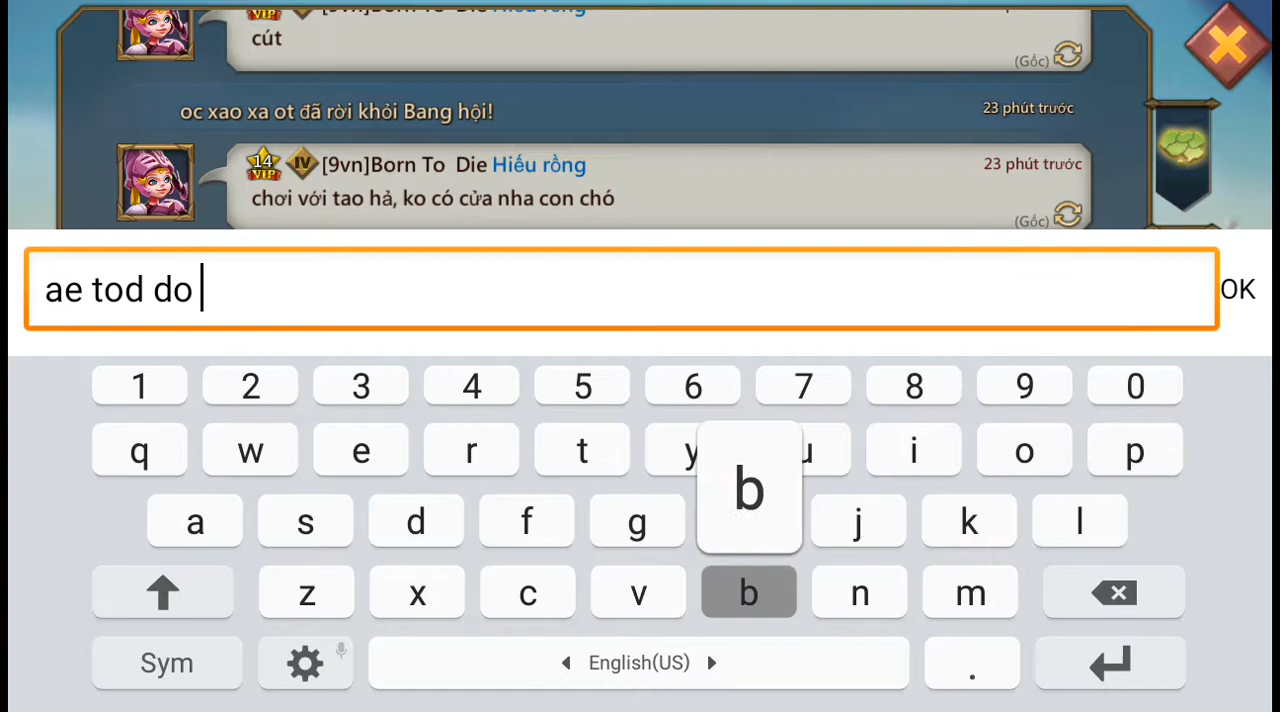 VIP
cút
(Gốc)
oc xao xa ot đã rời khỏi Bang hội!
23 phút trước
14 VIP IV [9vn]Born To Die Hiếu rồng
23 phút trước
chơi với tao hả, ko có cửa nha con chó
(Gốc)
ae tod do
OK
1 2 3 4 5 6 7 8 9 0
q w e r t y u i o p
b
a s d f g j k l
z x c v b n m
Sym
English(US)
.